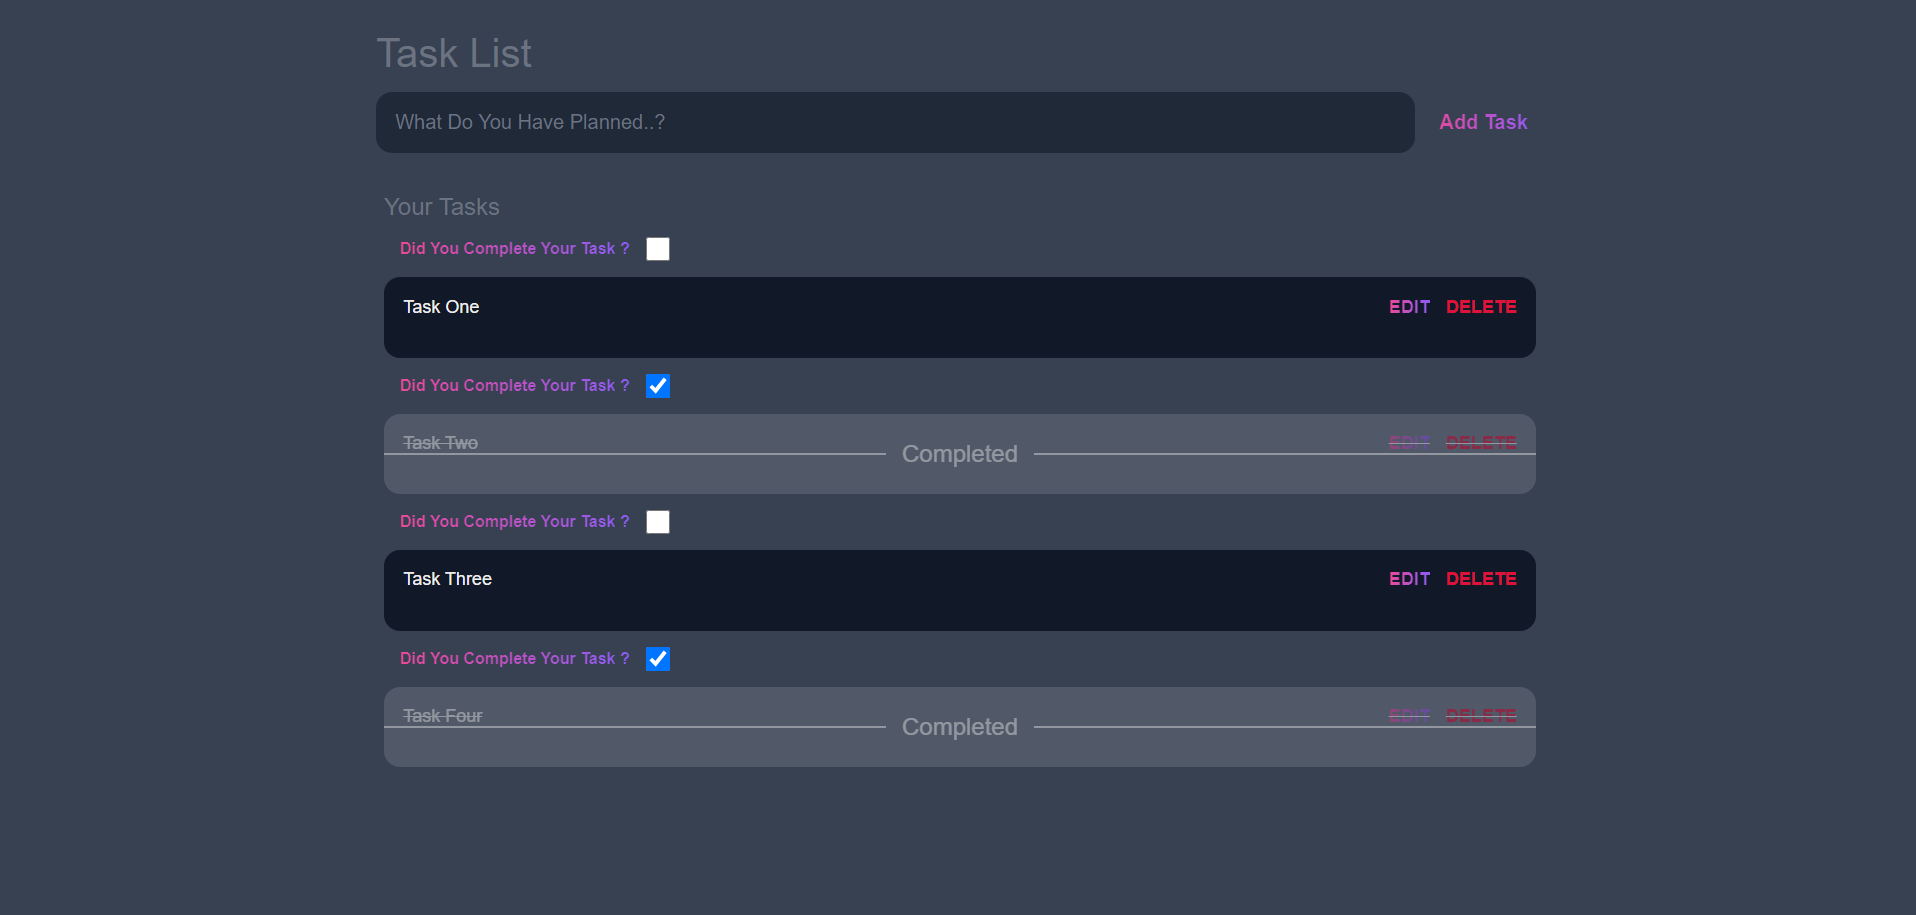 Task List
What Do You Have Planned..? Add Task
Your Tasks
Did You Complete Your Task ?
Task One EDIT DELETE
Did You Complete Your Task ?
Task Two EDIT DELETE
Completed
Did You Complete Your Task ?
Task Three EDIT DELETE
Did You Complete Your Task ?
Task Four EDIT DELETE
Completed